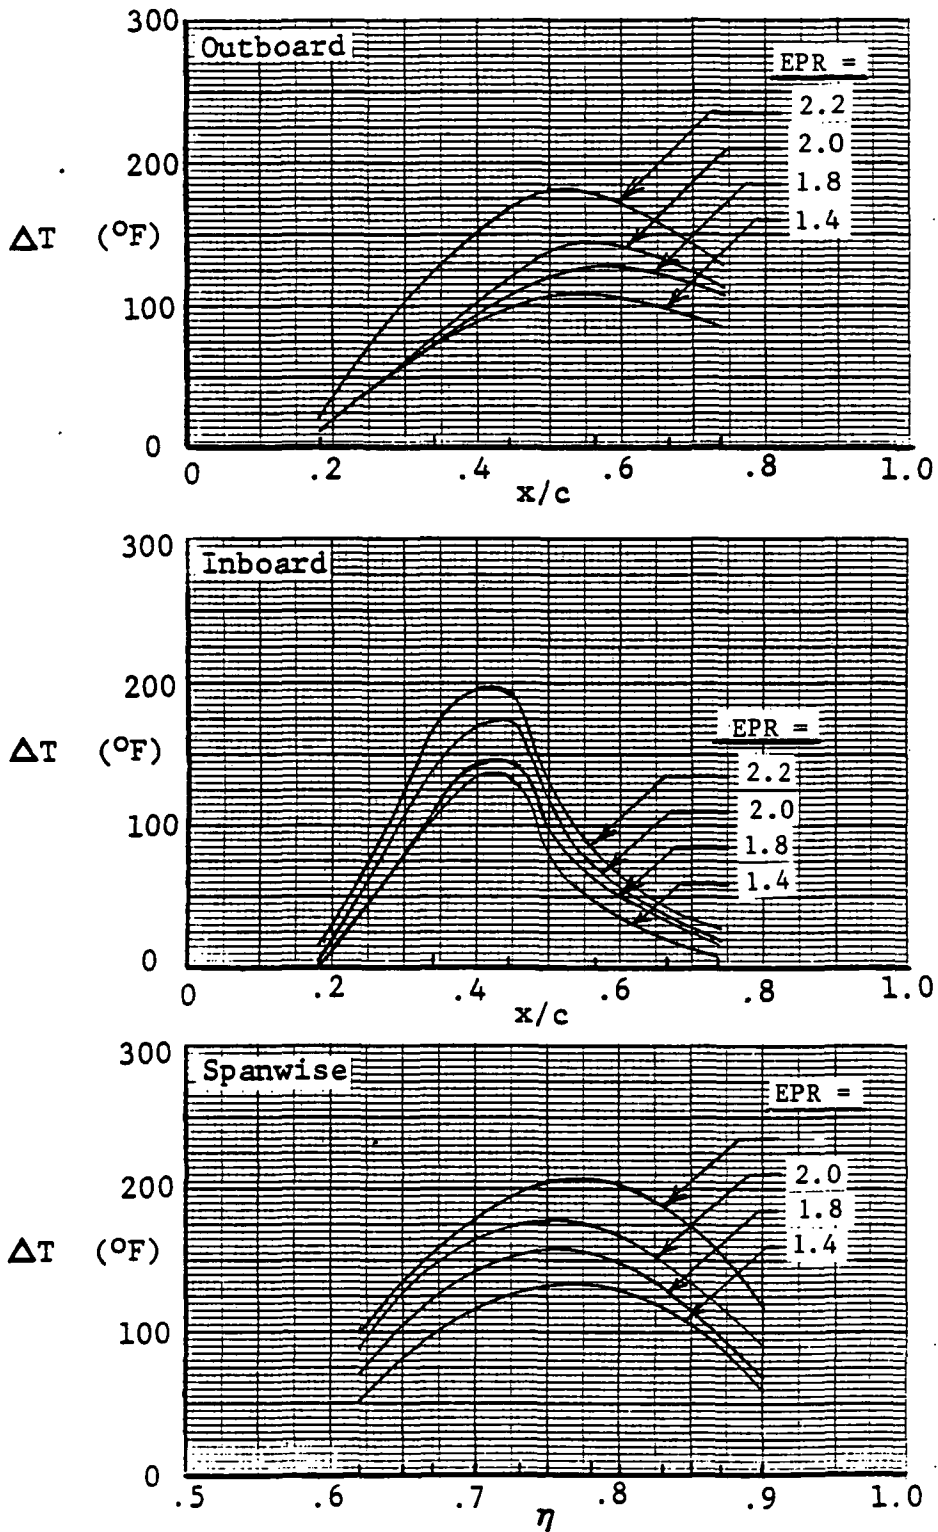 300
Outboard
EPR =
2.2
200
2.0
1.8
1.4
ΔT (°F)
100
0
0 .2 .4 .6 .8 1.0
x/c
300
Inboard
200
EPR =
ΔT (°F)
2.2
2.0
100
1.8
1.4
0
0 .2 .4 .6 .8 1.0
x/c
300
Spanwise
EPR =
200
2.0
1.8
ΔT (°F)
1.4
100
0
.5 .6 .7 .8 .9 1.0
η